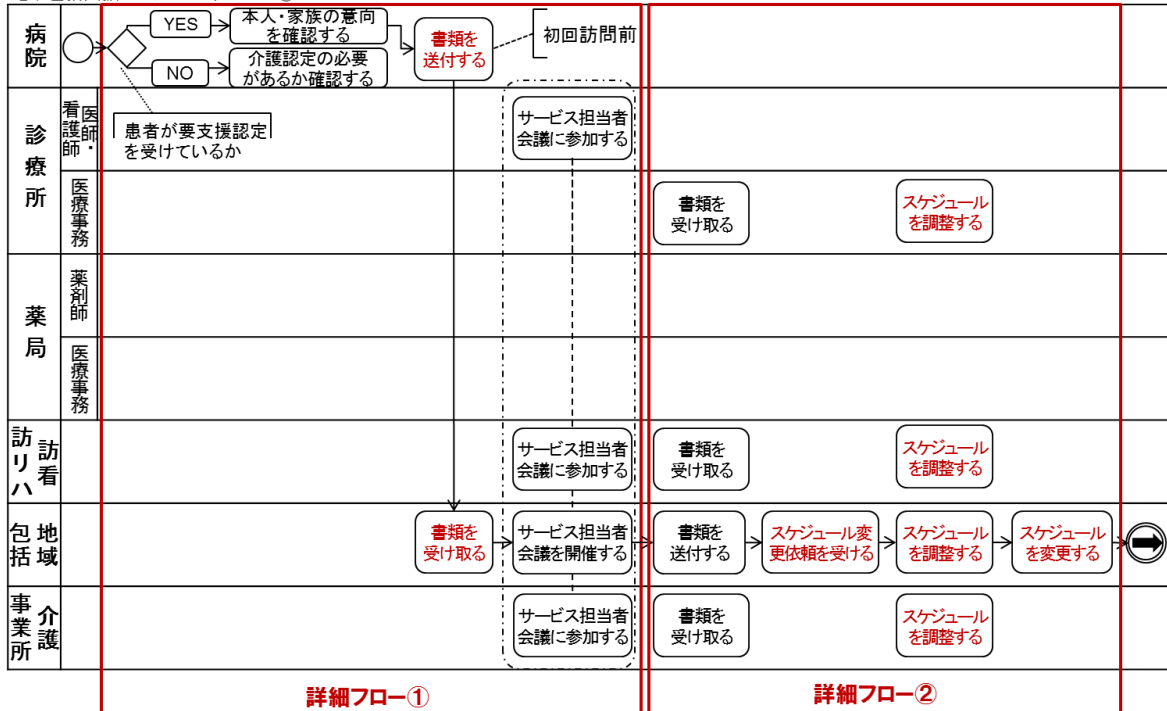 病院
YES
本人・家族の意向
を確認する
NO
介護認定の必要
があるか確認する
書類を
送付する
初回訪問前
患者が要支援認定
を受けているか
診療所
医師・
看護師
サービス担当者
会議に参加する
医療事務
書類を
受け取る
スケジュール
を調整する
薬局
薬剤師
医療事務
訪看
訪リハ
サービス担当者
会議に参加する
書類を
受け取る
スケジュール
を調整する
地域
包括
書類を
受け取る
サービス担当者
会議を開催する
書類を
送付する
スケジュール変
更依頼を受ける
スケジュール
を調整する
スケジュール
を変更する
介護
事業所
サービス担当者
会議に参加する
書類を
受け取る
スケジュール
を調整する
詳細フロー①
詳細フロー②